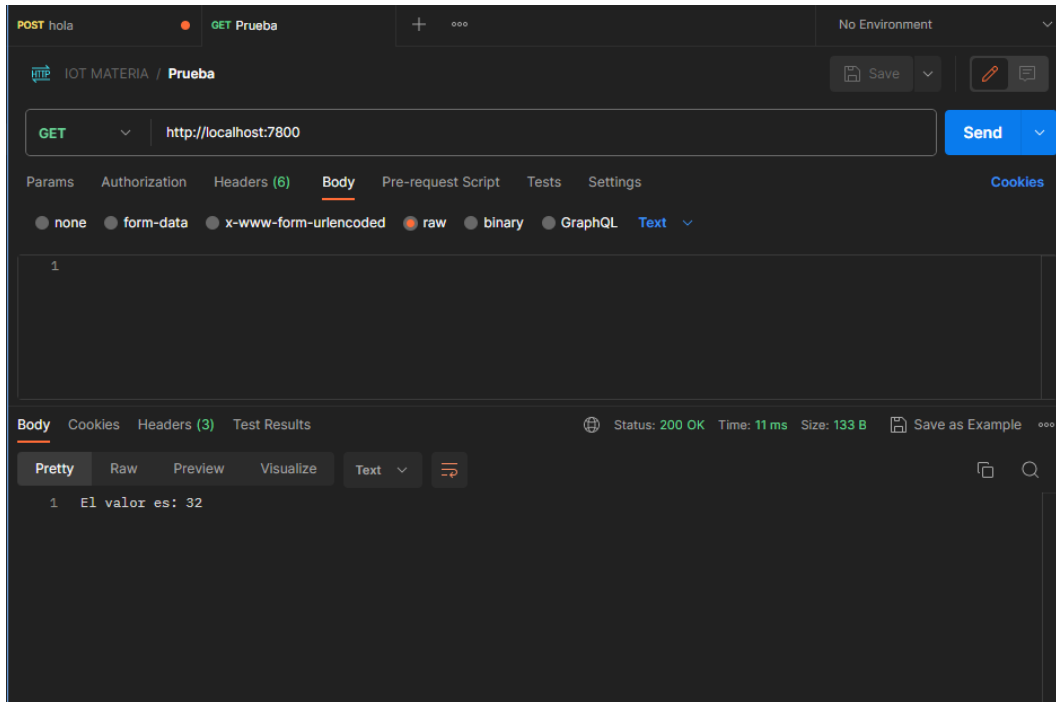 POST hola GET Prueba No Environment
HTTP IOT MATERIA / Prueba Save
GET http://localhost:7800 Send
Params Authorization Headers (6) Body Pre-request Script Tests Settings Cookies
none form-data x-www-form-urlencoded raw binary GraphQL Text
1
Body Cookies Headers (3) Test Results Status: 200 OK Time: 11 ms Size: 133 B Save as Example
Pretty Raw Preview Visualize Text
1 El valor es: 32